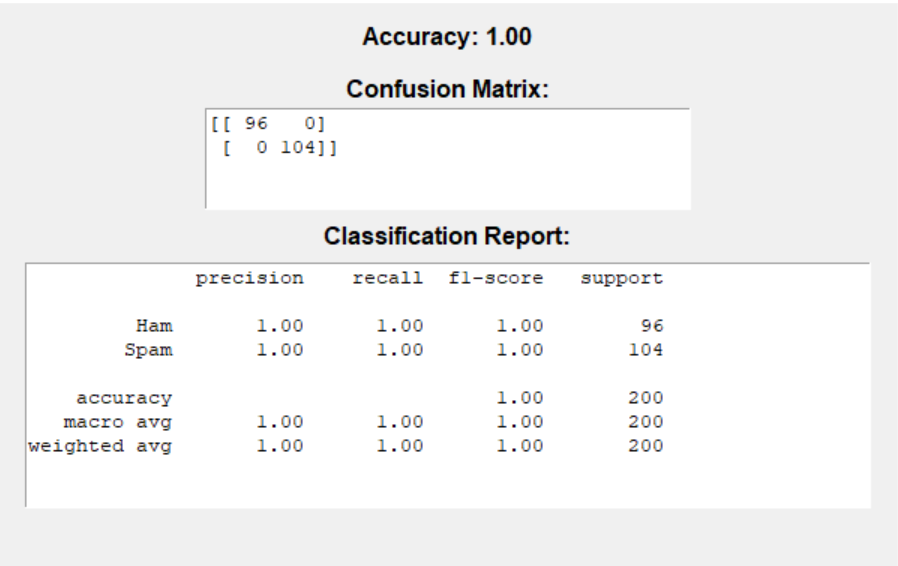 Accuracy: 1.00
Confusion Matrix:
[[ 96   0]
 [  0 104]]
Classification Report:
              precision    recall  f1-score   support

         Ham       1.00      1.00      1.00        96
        Spam       1.00      1.00      1.00       104

    accuracy                           1.00       200
   macro avg       1.00      1.00      1.00       200
weighted avg       1.00      1.00      1.00       200